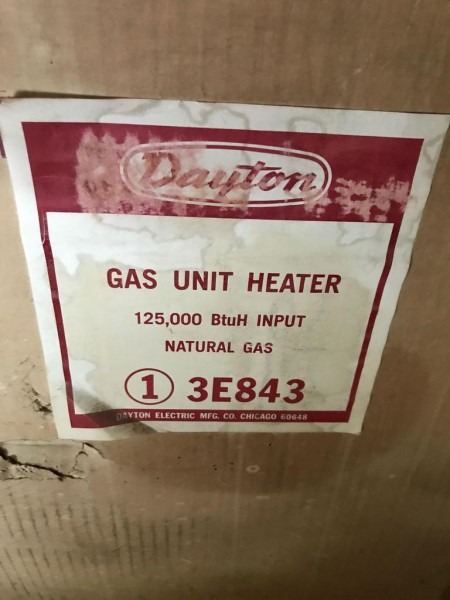 Dayton
GAS UNIT HEATER
125,000 BtuH INPUT
NATURAL GAS
1 3E843
DAYTON ELECTRIC MFG. CO. CHICAGO 60648